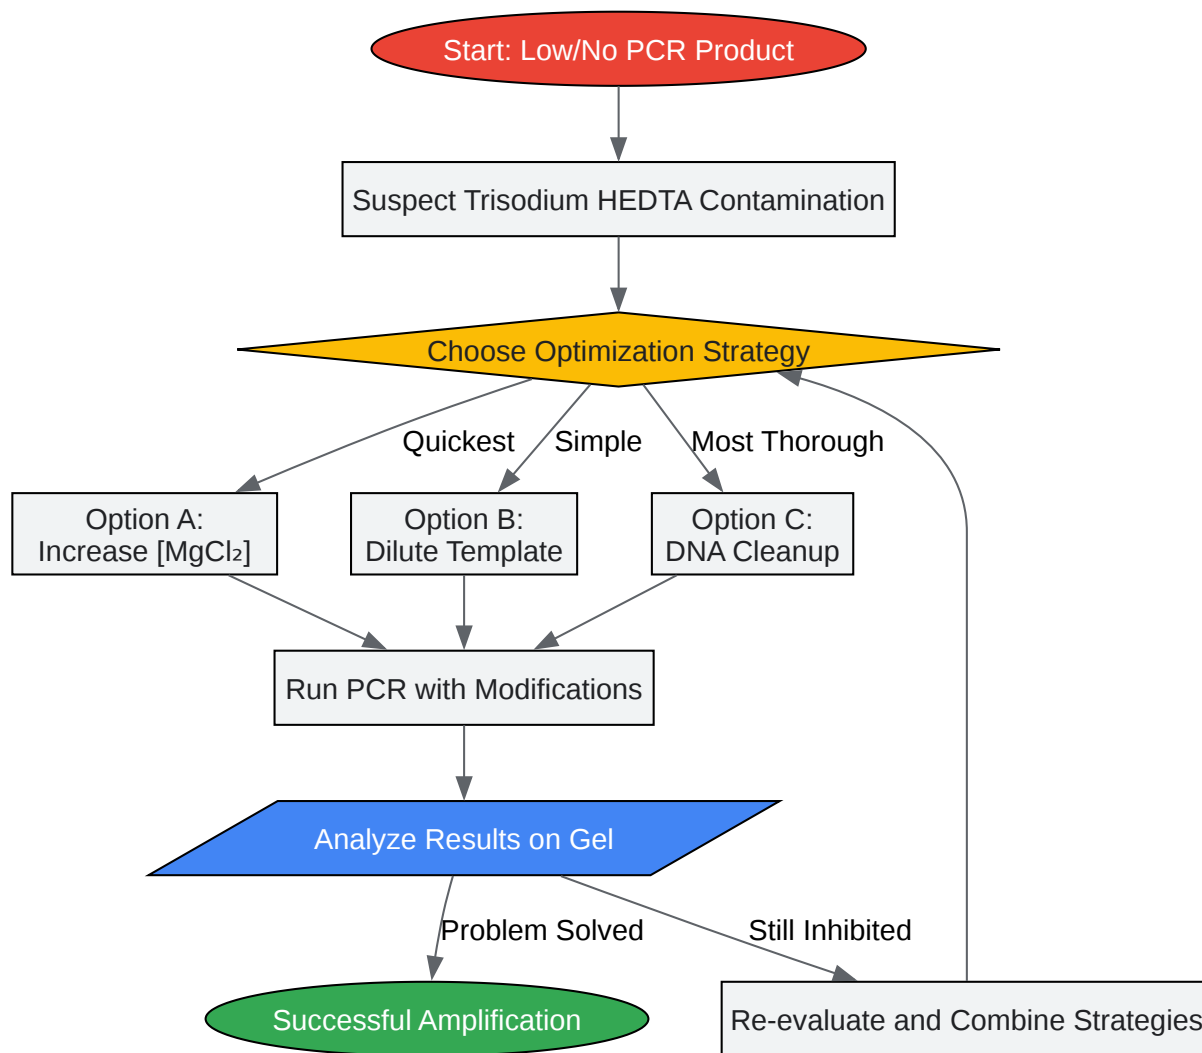 Start: Low/No PCR Product
Suspect Trisodium HEDTA Contamination
Choose Optimization Strategy
Quickest
Simple
Most Thorough
Option A:
Increase [MgCl₂]
Option B:
Dilute Template
Option C:
DNA Cleanup
Run PCR with Modifications
Analyze Results on Gel
Problem Solved
Still Inhibited
Successful Amplification
Re-evaluate and Combine Strategies